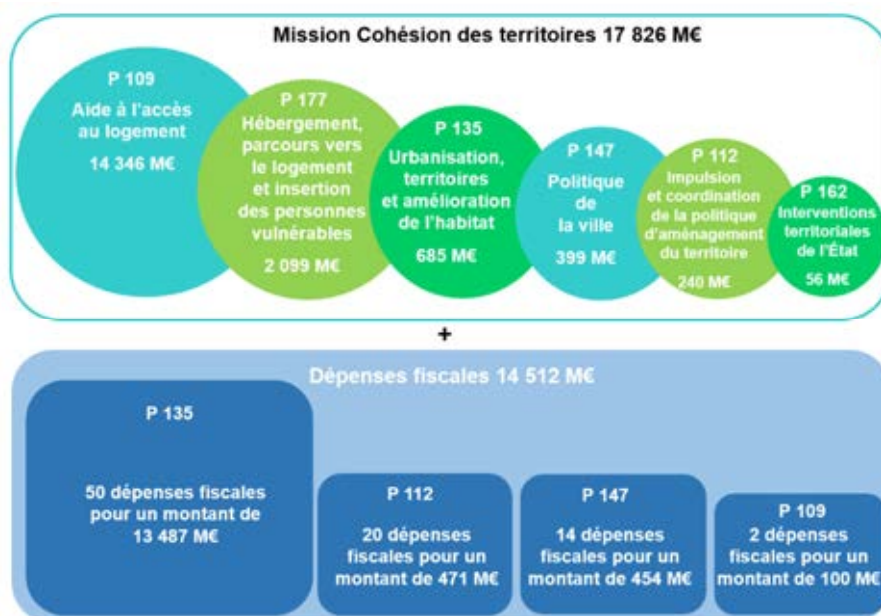 Mission Cohésion des territoires 17 826 M€
P 109
Aide à l'accès
au logement
14 346 M€
P 177
Hébergement,
parcours vers
le logement
et insertion
des personnes
vulnérables
2 099 M€
P 135
Urbanisation,
territoires
et amélioration
de l'habitat
685 M€
P 147
Politique
de
la ville
399 M€
P 112
Impulsion
et coordination
de la politique
d'aménagement
du territoire
240 M€
P 162
Interventions
territoriales
de l'État
56 M€
+
Dépenses fiscales 14 512 M€
P 135
50 dépenses fiscales
pour un montant de
13 487 M€
P 112
20 dépenses
fiscales pour un
montant de 471 M€
P 147
14 dépenses
fiscales pour un
montant de 454 M€
P 109
2 dépenses
fiscales pour un
montant de 100 M€